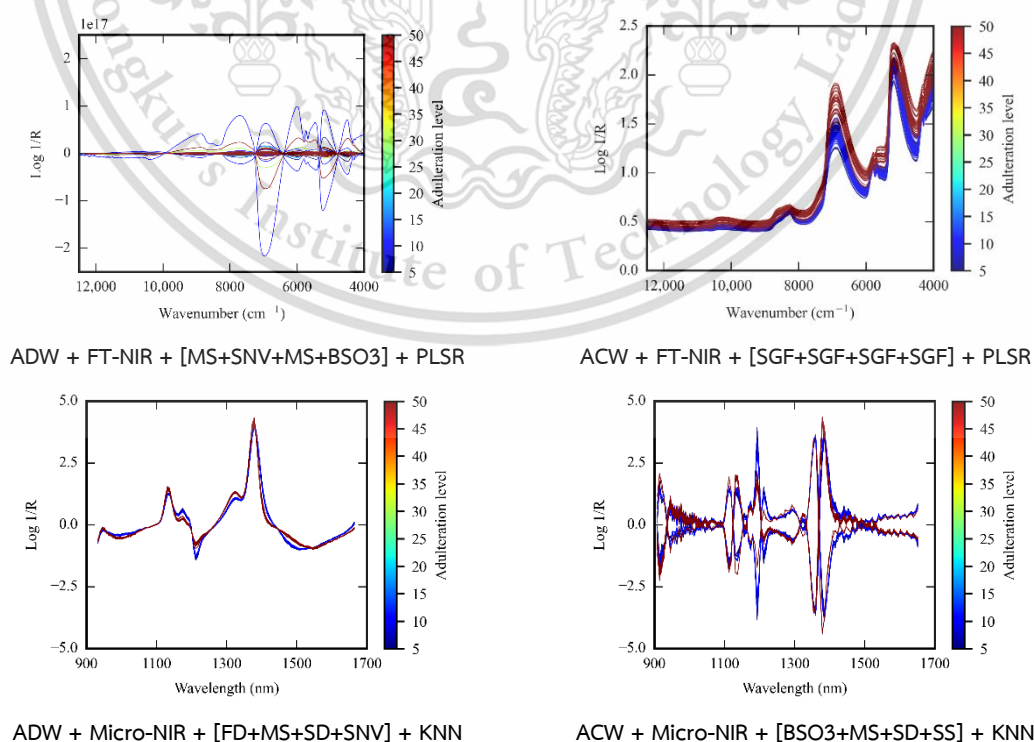 1e17
2
1
0
−1
−2
Log 1/R
12,000 10,000 8000 6000 4000
Wavenumber (cm⁻¹)
50
45
40
35
30
25
20
15
10
5
Adulteration level
ADW + FT-NIR + [MS+SNV+MS+BSO3] + PLSR
2.5
2.0
1.5
1.0
0.5
0.0
Log 1/R
12,000 10,000 8000 6000 4000
Wavenumber (cm⁻¹)
50
45
40
35
30
25
20
15
10
5
Adulteration level
ACW + FT-NIR + [SGF+SGF+SGF+SGF] + PLSR
5.0
2.5
0.0
−2.5
−5.0
Log 1/R
900 1100 1300 1500 1700
Wavelength (nm)
50
45
40
35
30
25
20
15
10
5
Adulteration level
ADW + Micro-NIR + [FD+MS+SD+SNV] + KNN
5.0
2.5
0.0
−2.5
−5.0
Log 1/R
900 1100 1300 1500 1700
Wavelength (nm)
50
45
40
35
30
25
20
15
10
5
Adulteration level
ACW + Micro-NIR + [BSO3+MS+SD+SS] + KNN
Institute of Technology